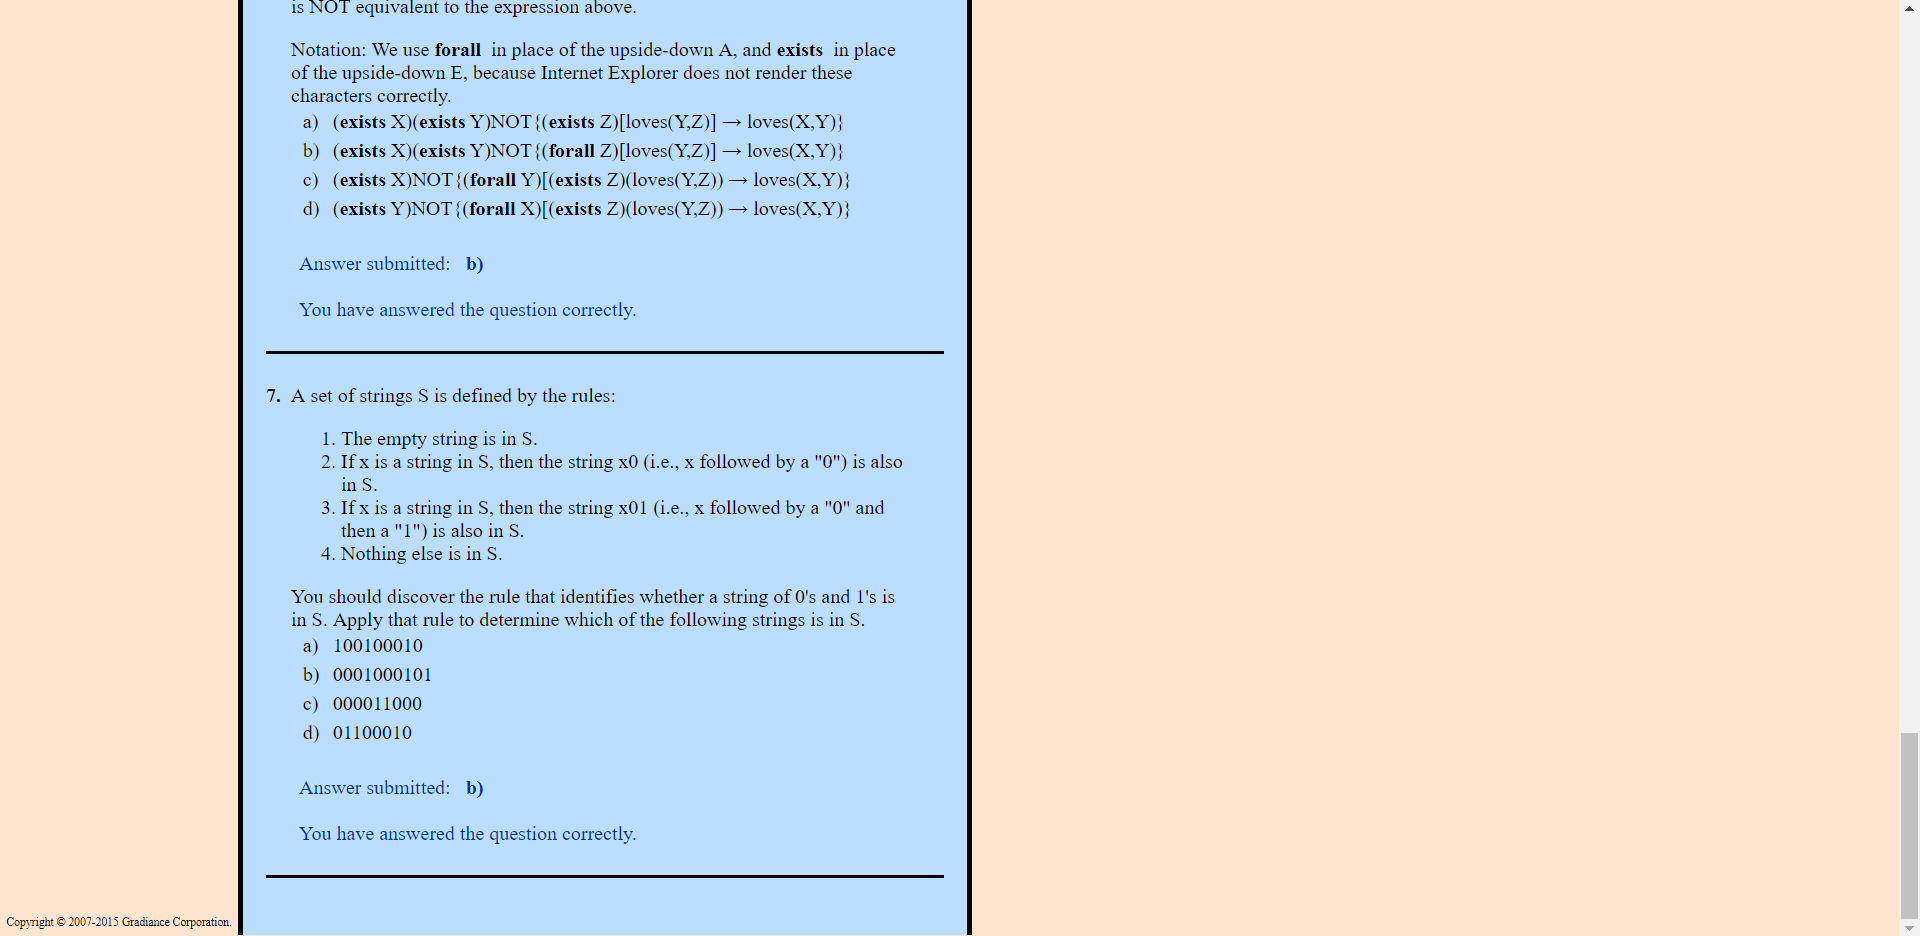 is NOT equivalent to the expression above.
Notation: We use forall in place of the upside-down A, and exists in place
of the upside-down E, because Internet Explorer does not render these
characters correctly.
a) (exists X)(exists Y)NOT{(exists Z)[loves(Y,Z)] → loves(X,Y)}
b) (exists X)(exists Y)NOT{(forall Z)[loves(Y,Z)] → loves(X,Y)}
c) (exists X)NOT{(forall Y)[(exists Z)(loves(Y,Z)) → loves(X,Y)}
d) (exists Y)NOT{(forall X)[(exists Z)(loves(Y,Z)) → loves(X,Y)}
Answer submitted: b)
You have answered the question correctly.
7. A set of strings S is defined by the rules:
1. The empty string is in S.
2. If x is a string in S, then the string x0 (i.e., x followed by a "0") is also
in S.
3. If x is a string in S, then the string x01 (i.e., x followed by a "0" and
then a "1") is also in S.
4. Nothing else is in S.
You should discover the rule that identifies whether a string of 0's and 1's is
in S. Apply that rule to determine which of the following strings is in S.
a) 100100010
b) 0001000101
c) 000011000
d) 01100010
Answer submitted: b)
You have answered the question correctly.
Copyright © 2007-2015 Gradiance Corporation.